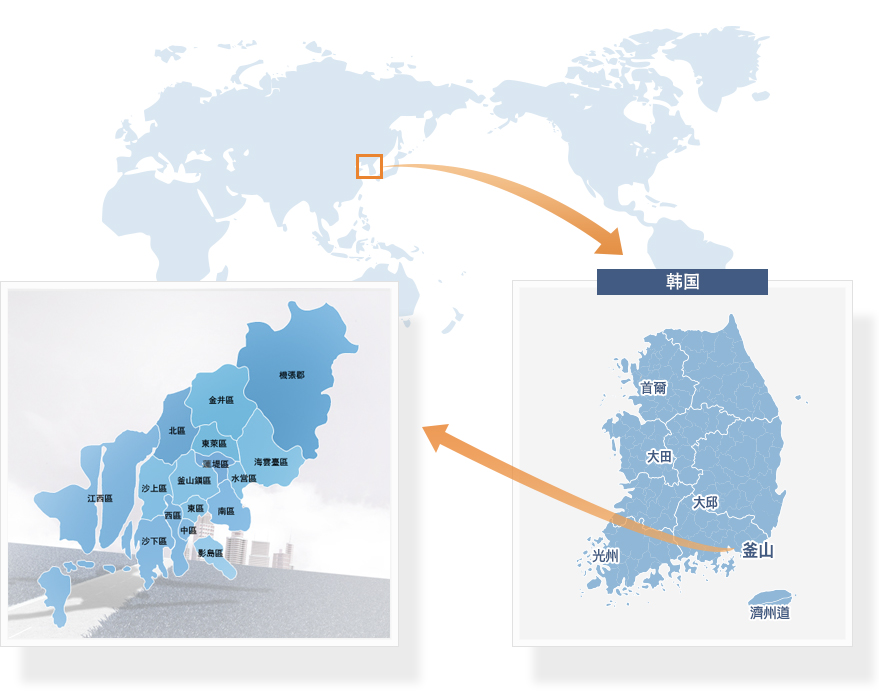 韩国
首爾
大田
大邱
光州
釜山
濟州道
機張郡
金井區
北區
東萊區
海雲臺區
蓮堤區
釜山鎮區
水營區
沙上區
江西區
東區
南區
西區
中區
沙下區
影島區